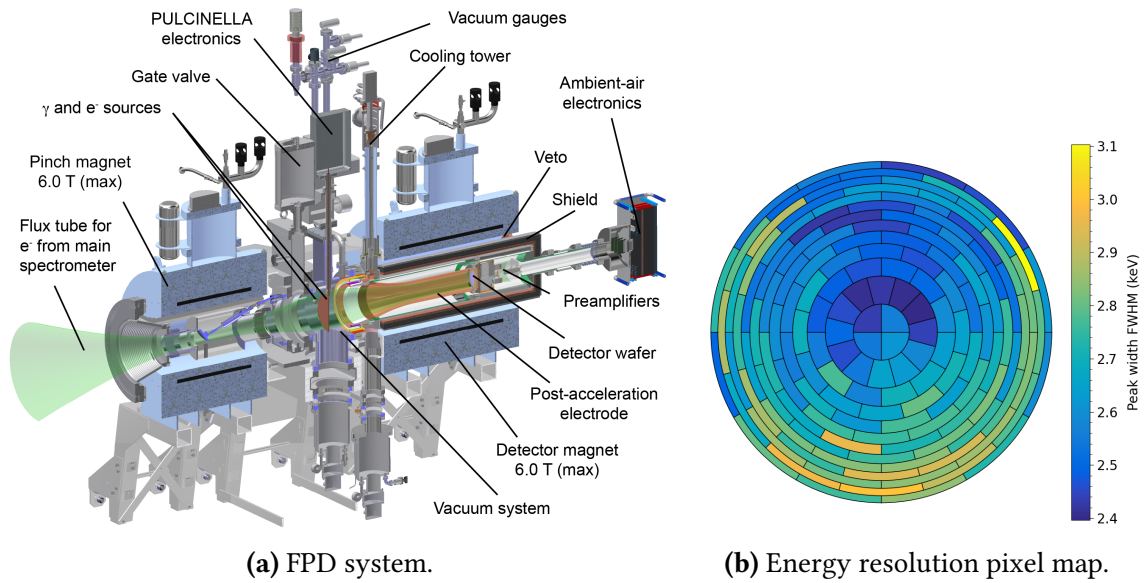 PULCINELLA
electronics
Vacuum gauges
Gate valve
Cooling tower
γ and e- sources
Ambient-air
electronics
Pinch magnet
6.0 T (max)
Veto
Shield
Flux tube for
e- from main
spectrometer
Preamplifiers
Detector wafer
Post-acceleration
electrode
Detector magnet
6.0 T (max)
Vacuum system
(a) FPD system.
3.1
3.0
2.9
2.8
2.7
2.6
2.5
2.4
Peak width FWHM (keV)
(b) Energy resolution pixel map.